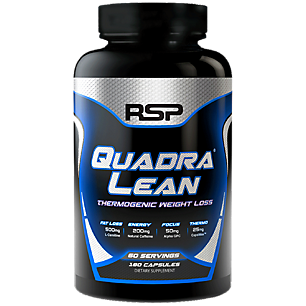 RSP
QUADRA
LEAN
THERMOGENIC WEIGHT LOSS
FAT LOSS ENERGY FOCUS THERMO
500mg 200mg 50mg 25mg
L-Carnitine Natural Caffeine Alpha-GPC Capsimax
60 SERVINGS
180 CAPSULES
DIETARY SUPPLEMENT